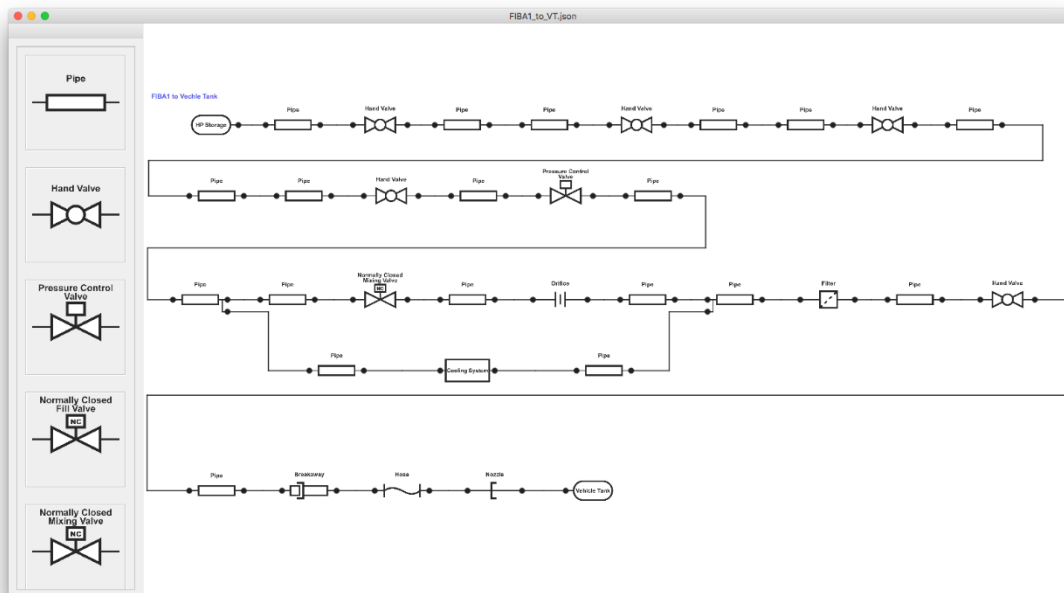 FIBA1_to_VT.json
Pipe
Hand Valve
Pressure Control
Valve
Normally Closed
Fill Valve
NC
Normally Closed
Mixing Valve
NC
FIBA1 to Vechle Tank
HP Storage
Pipe
Hand Valve
Pipe
Pipe
Hand Valve
Pipe
Pipe
Hand Valve
Pipe
Pipe
Pipe
Hand Valve
Pipe
Pressure Control
Valve
Pipe
Pipe
Pipe
Normally Closed
Mixing Valve
NC
Pipe
Orifice
Pipe
Pipe
Filter
Pipe
Hand Valve
Pipe
Cooling System
Pipe
Pipe
Breakaway
Hose
Nozzle
Vehicle Tank